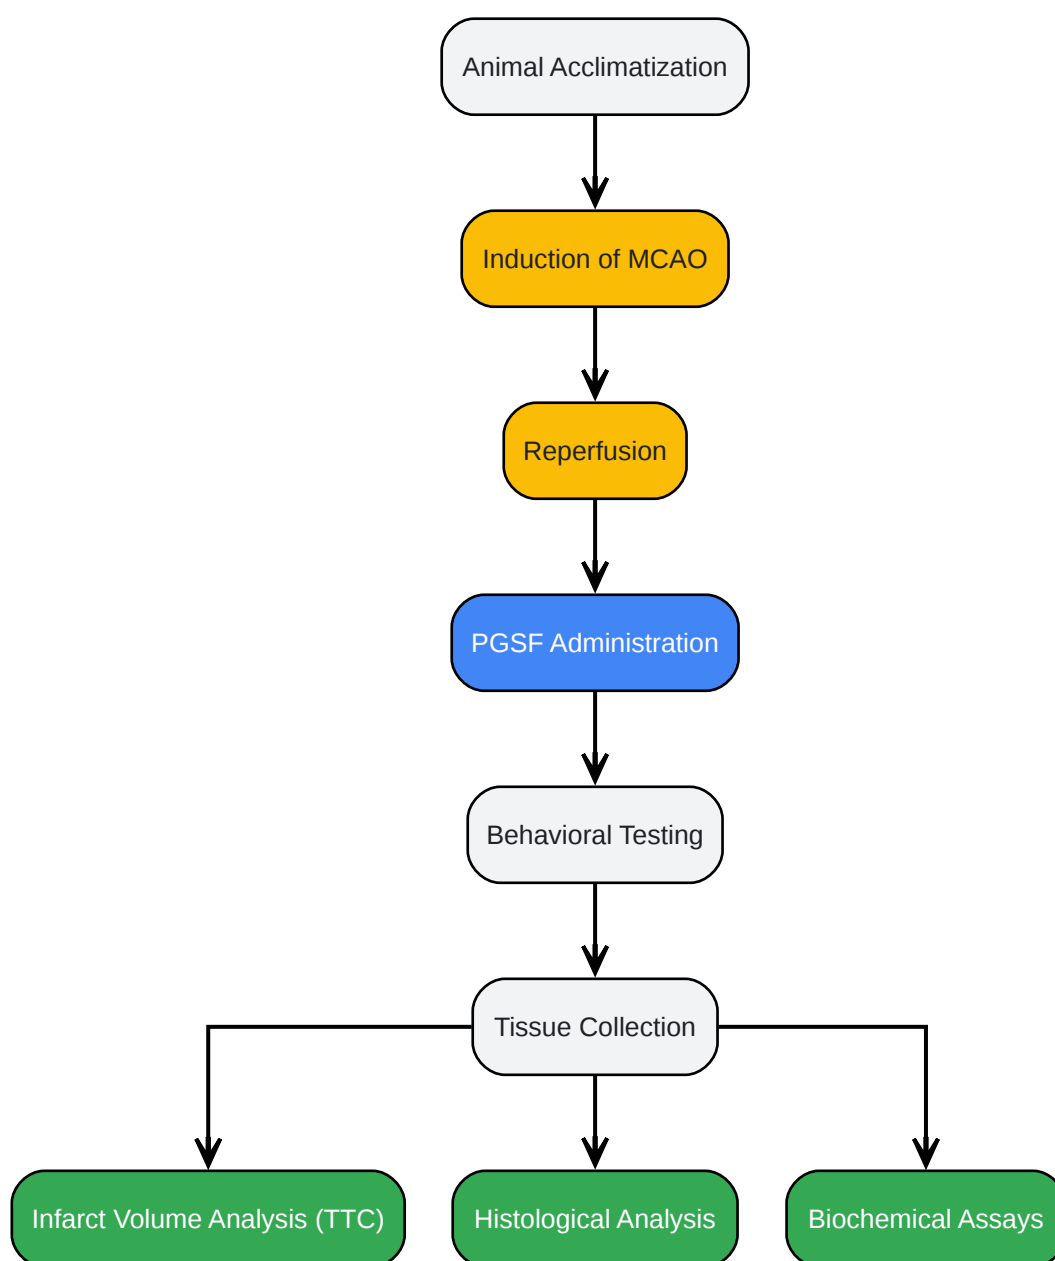 Animal Acclimatization
Induction of MCAO
Reperfusion
PGSF Administration
Behavioral Testing
Tissue Collection
Infarct Volume Analysis (TTC)
Histological Analysis
Biochemical Assays